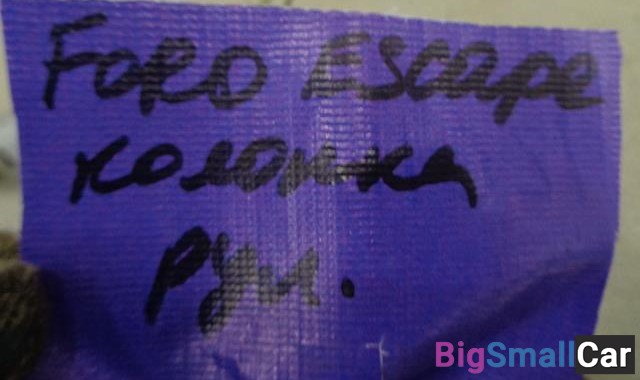 FORD Escape
колонка
рул.
BigSmallCar